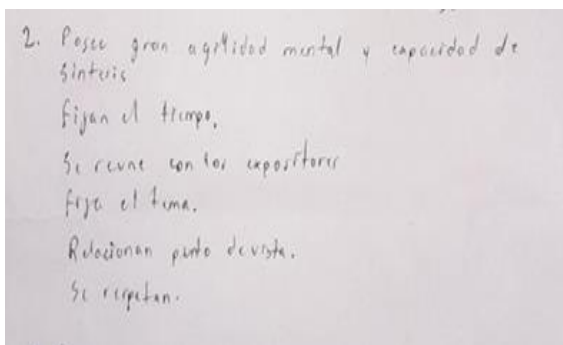 2. Posee gran agilidad mental y capacidad de
sintesis
fijan el tiempo.
Se reune con los expositores
fija el tema.
Relacionan punto de vista.
Se respetan.